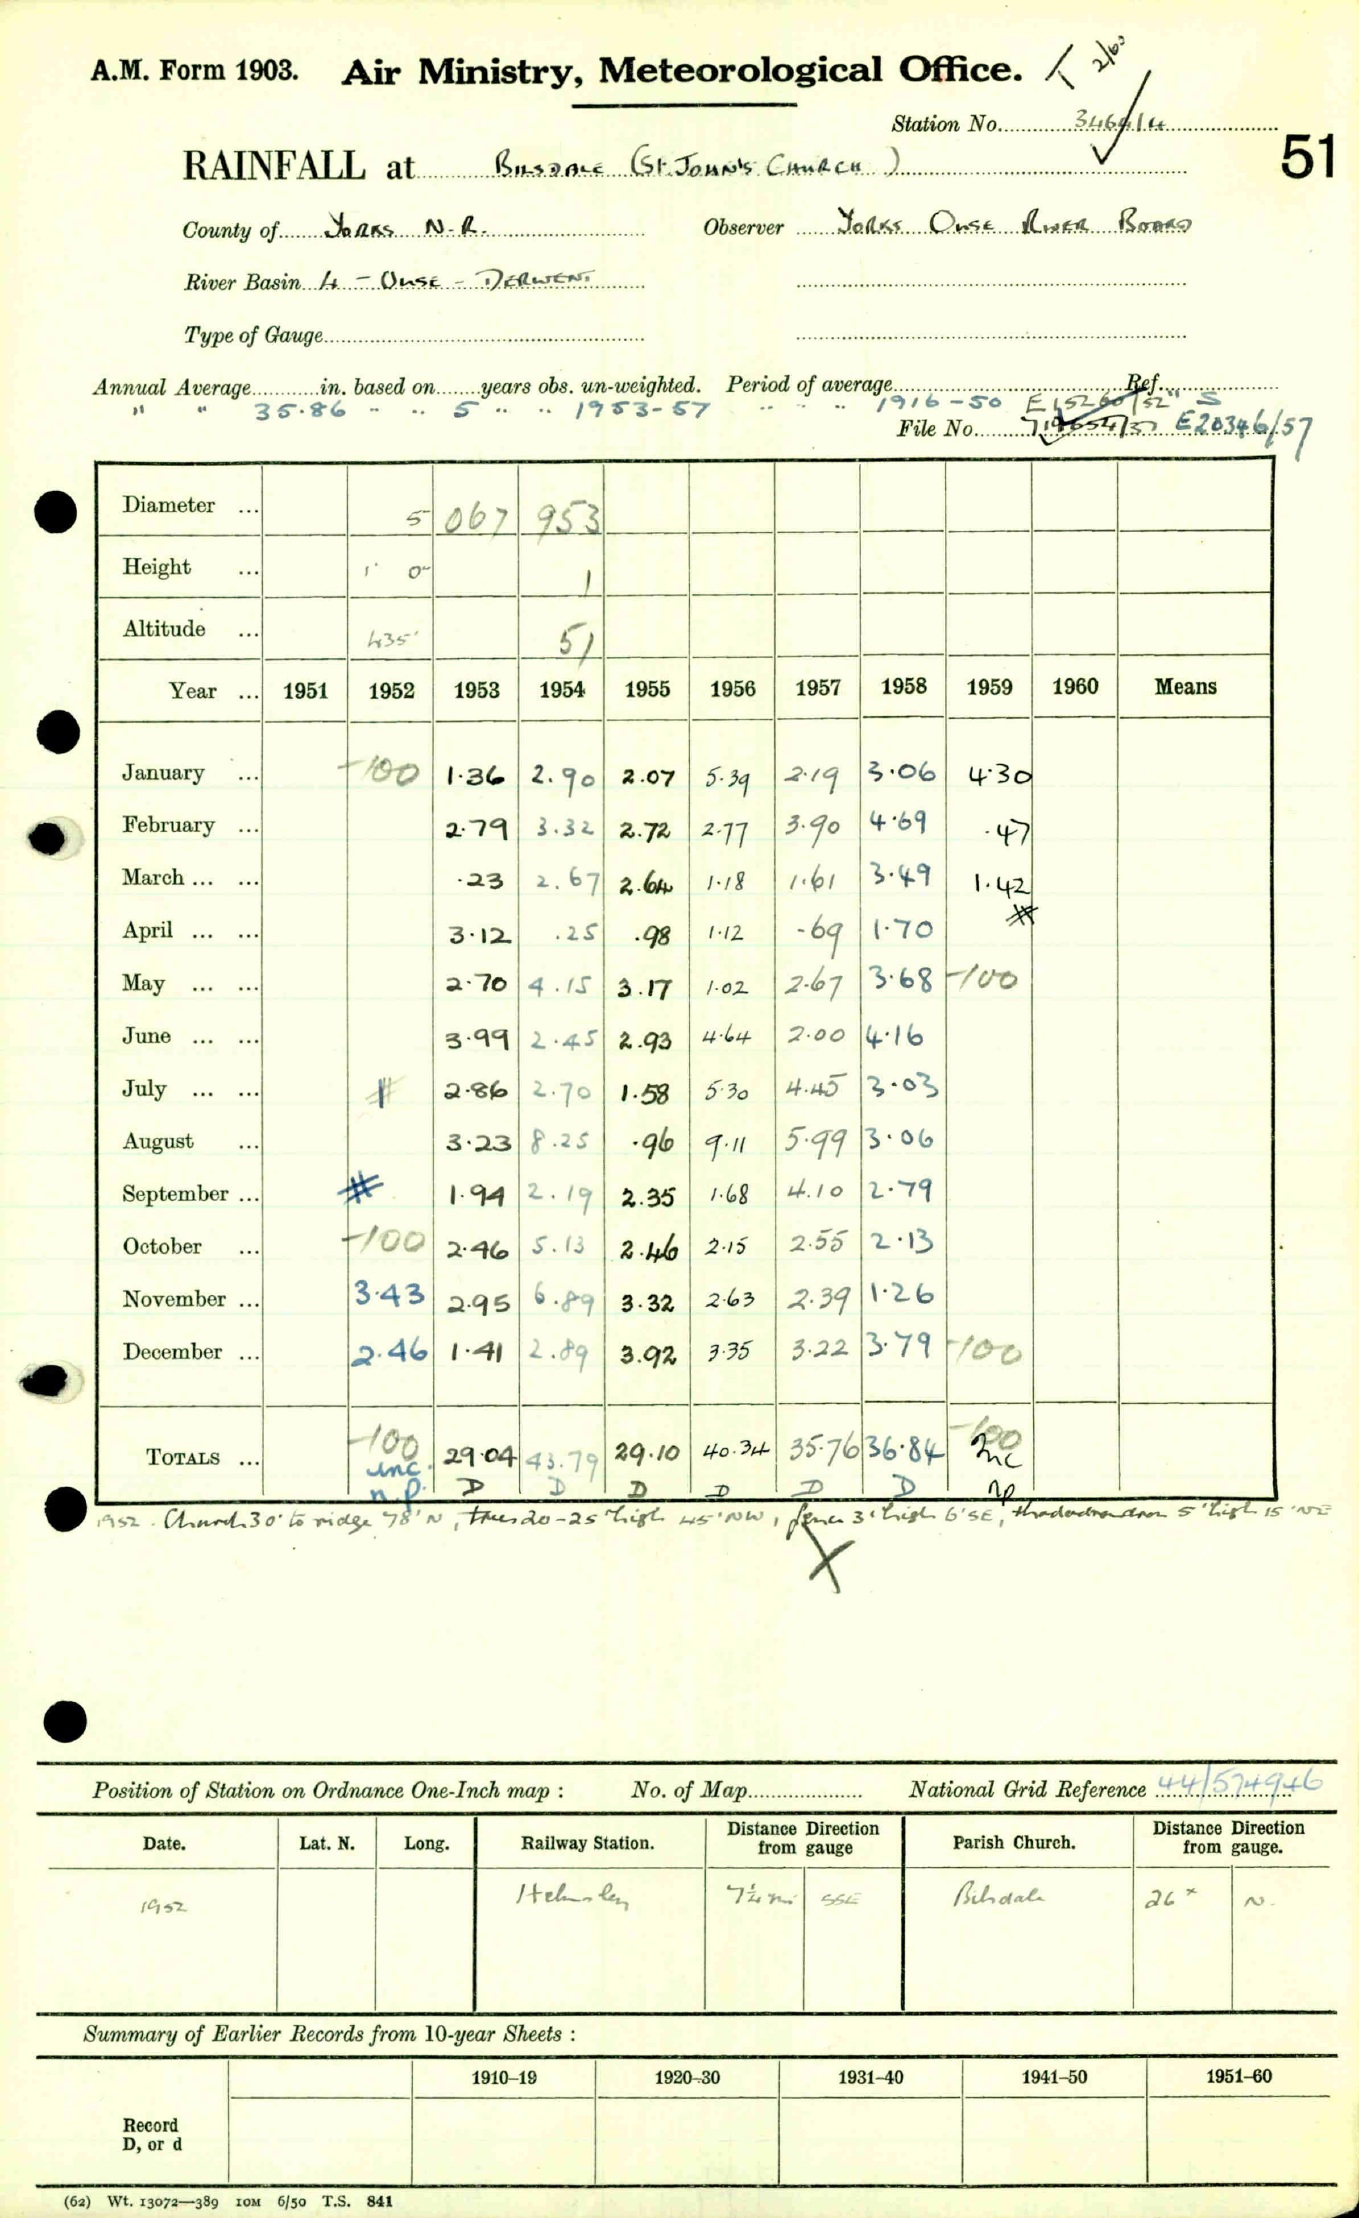 A.M. Form 1903. Air Ministry, Meteorological Office. 2/60
Station No. 3464/4
51
RAINFALL at BILSDALE (ST. JOHN'S CHURCH)
County of YORKS N.R. Observer YORKS OUSE RIVER BOARD
River Basin 4 - OUSE - DERWENT
Type of Gauge
Annual Average in. based on years obs. un-weighted. Period of average Ref.
" " 35.86 " " 5 " " 1953-57 " " " 1916-50 E15260/52 " S
File No. E20346/57
Diameter ... 5 067 953
Height ... 1' 0" 1
Altitude ... 435' 51
Year ... 1951 1952 1953 1954 1955 1956 1957 1958 1959 1960 Means
January ... -100 1.36 2.90 2.07 5.39 2.19 3.06 4.30
February ... 2.79 3.32 2.72 2.77 3.90 4.69 .47
March ... ... .23 2.67 2.64 1.18 1.61 3.49 1.42
April ... ... 3.12 .25 .98 1.12 .69 1.70
May ... ... 2.70 4.15 3.17 1.02 2.67 3.68 -100
June ... ... 3.99 2.45 2.93 4.64 2.00 4.16
July ... ... 2.86 2.70 1.58 5.30 4.45 3.03
August ... 3.23 8.25 .96 9.11 5.99 3.06
September ... # 1.94 2.19 2.35 1.68 4.10 2.79
October ... -100 2.46 5.13 2.46 2.15 2.55 2.13
November ... 3.43 2.95 6.89 3.32 2.63 2.39 1.26
December ... 2.46 1.41 2.89 3.92 3.35 3.22 3.79 -100
TOTALS ... -100 29.04 43.79 29.10 40.34 35.76 36.84 -100
inc. Inc
n.p. D D D D D D np
1952. Church 30' to ridge 78' N, trees 20-25' high 45' NW, fence 3' high 6' SE, rhododendron 5' high 15' NE
X
Position of Station on Ordnance One-Inch map : No. of Map National Grid Reference 44/574946
Date. Lat. N. Long. Railway Station. Distance Direction from gauge Parish Church. Distance Direction from gauge.
1952 Helmsley 7¼ mi SSE Bilsdale 26 x N.
Summary of Earlier Records from 10-year Sheets :
1910-19 1920-30 1931-40 1941-50 1951-60
Record
D, or d
(62) Wt. 13072—389 10M 6/50 T.S. 841